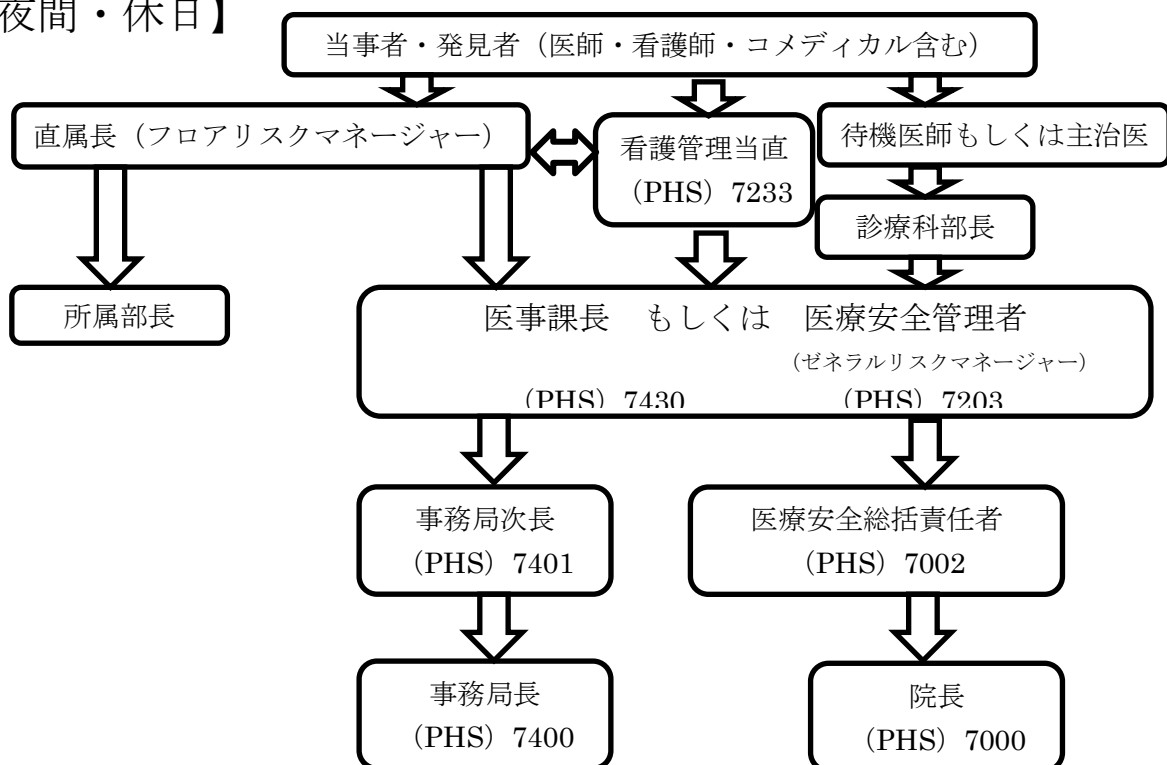 夜間・休日】
当事者・発見者（医師・看護師・コメディカル含む）
直属長（フロアリスクマネージャー）
看護管理当直
（PHS）7233
待機医師もしくは主治医
診療科部長
所属部長
医事課長　もしくは　医療安全管理者
（ゼネラルリスクマネージャー）
（PHS）7430　（PHS）7203
事務局次長
（PHS）7401
医療安全総括責任者
（PHS）7002
事務局長
（PHS）7400
院長
（PHS）7000